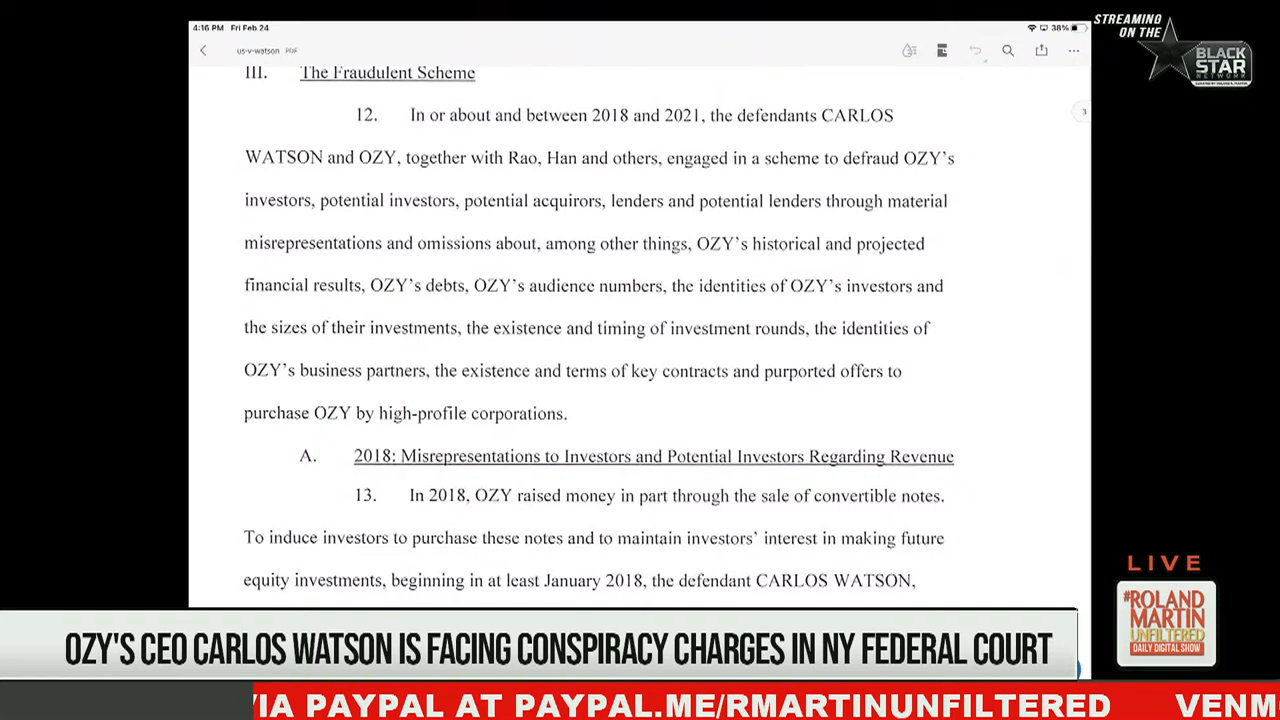 4:16 PM Fri Feb 24
38%
STREAMING
ON THE
BLACK
STAR
NETWORK
us-v-watson PDF
III. The Fraudulent Scheme
3
12. In or about and between 2018 and 2021, the defendants CARLOS
WATSON and OZY, together with Rao, Han and others, engaged in a scheme to defraud OZY's
investors, potential investors, potential acquirors, lenders and potential lenders through material
misrepresentations and omissions about, among other things, OZY's historical and projected
financial results, OZY's debts, OZY's audience numbers, the identities of OZY's investors and
the sizes of their investments, the existence and timing of investment rounds, the identities of
OZY's business partners, the existence and terms of key contracts and purported offers to
purchase OZY by high-profile corporations.
A. 2018: Misrepresentations to Investors and Potential Investors Regarding Revenue
13. In 2018, OZY raised money in part through the sale of convertible notes.
To induce investors to purchase these notes and to maintain investors' interest in making future
equity investments, beginning in at least January 2018, the defendant CARLOS WATSON,
LIVE
#ROLAND
MARTIN
UNFILTERED
DAILY DIGITAL SHOW
OZY'S CEO CARLOS WATSON IS FACING CONSPIRACY CHARGES IN NY FEDERAL COURT
VIA PAYPAL AT PAYPAL.ME/RMARTINUNFILTERED VENM